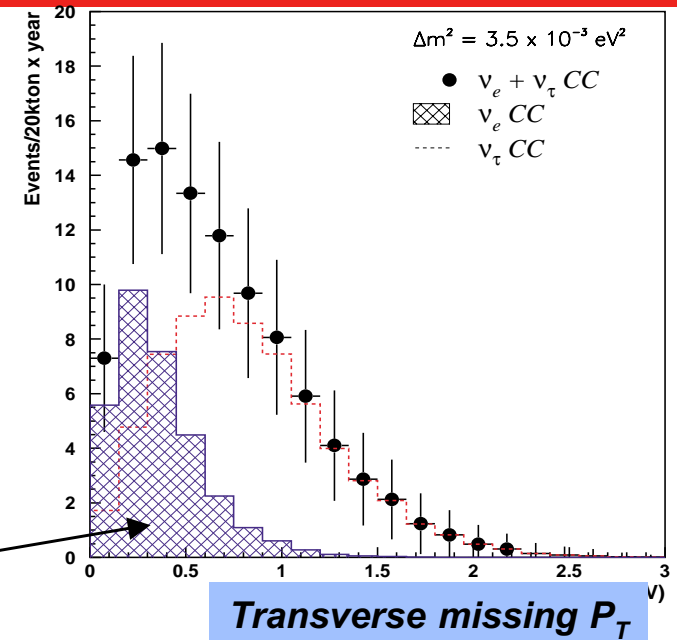 Δm² = 3.5 x 10⁻³ eV²
ν_e + ν_τ CC
ν_e CC
ν_τ CC
Events/20kton x year
20
18
16
14
12
10
8
6
4
2
0
0 0.5 1 1.5 2 2.5 3
V)
Transverse missing P_T